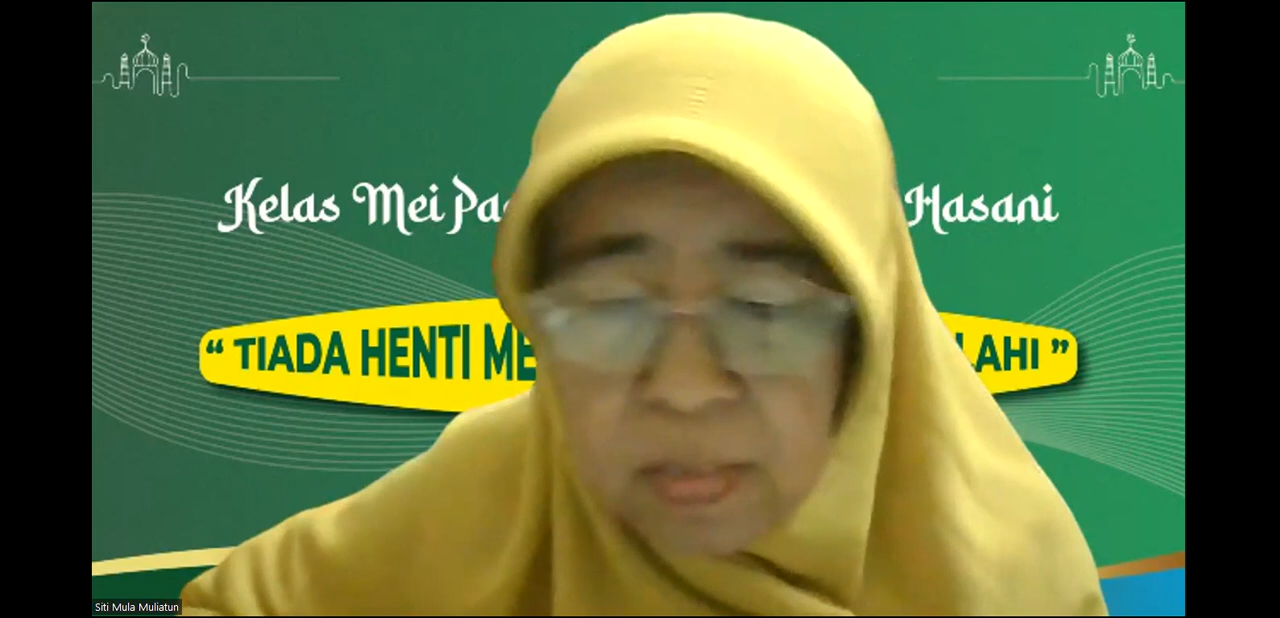 Kelas Mei Pa Hasani
“ TIADA HENTI ME LAHI ”
Siti Mula Muliatun